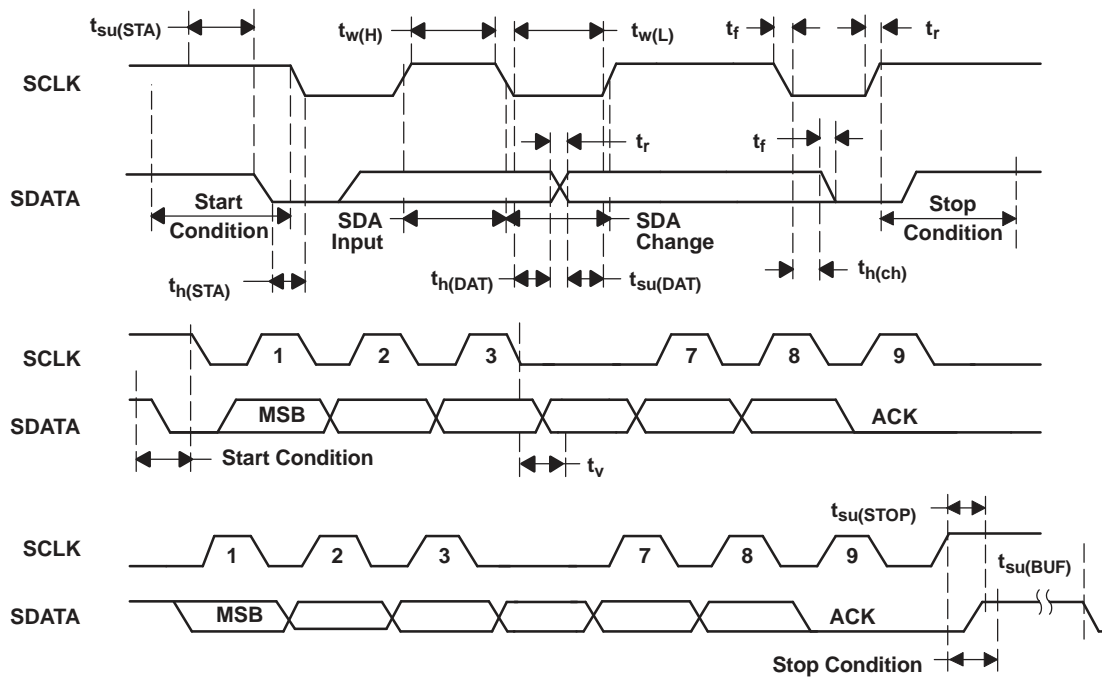 tsu(STA)
tw(H)
tw(L)
tf
tr
SCLK
tr
tf
SDATA
Start
Condition
SDA
Input
SDA
Change
Stop
Condition
th(STA)
th(DAT)
tsu(DAT)
th(ch)
SCLK
1
2
3
7
8
9
SDATA
MSB
ACK
Start Condition
tv
tsu(STOP)
SCLK
1
2
3
7
8
9
tsu(BUF)
SDATA
MSB
ACK
Stop Condition